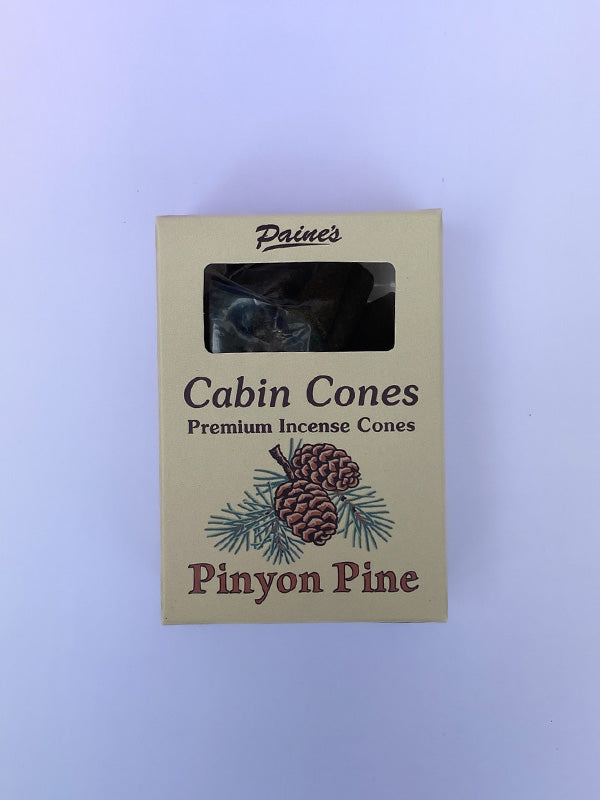 Paine's
Cabin Cones
Premium Incense Cones
Pinyon Pine